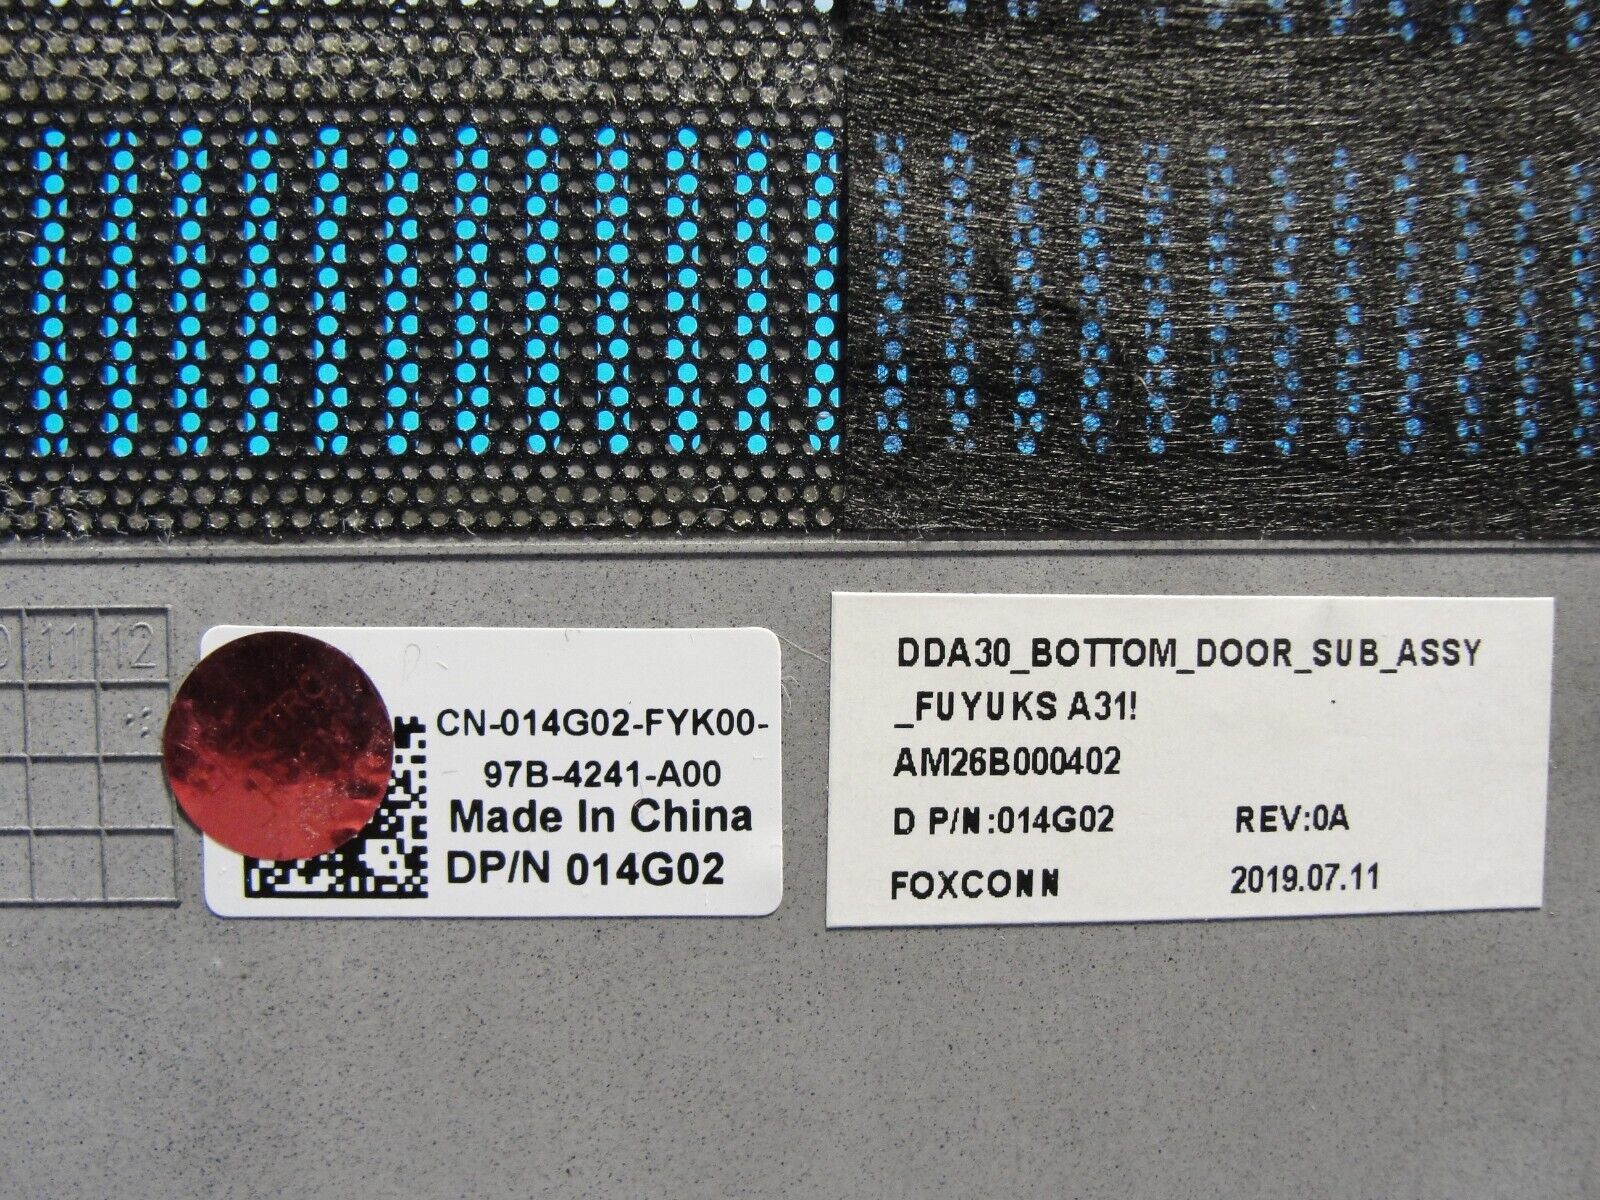 11 12
CN-014G02-FYK00-
97B-4241-A00
Made In China
DP/N 014G02
DDA30_BOTTOM_DOOR_SUB_ASSY
_FUYUKS A31!
AM26B000402
D P/N:014G02 REV:0A
FOXCONN 2019.07.11